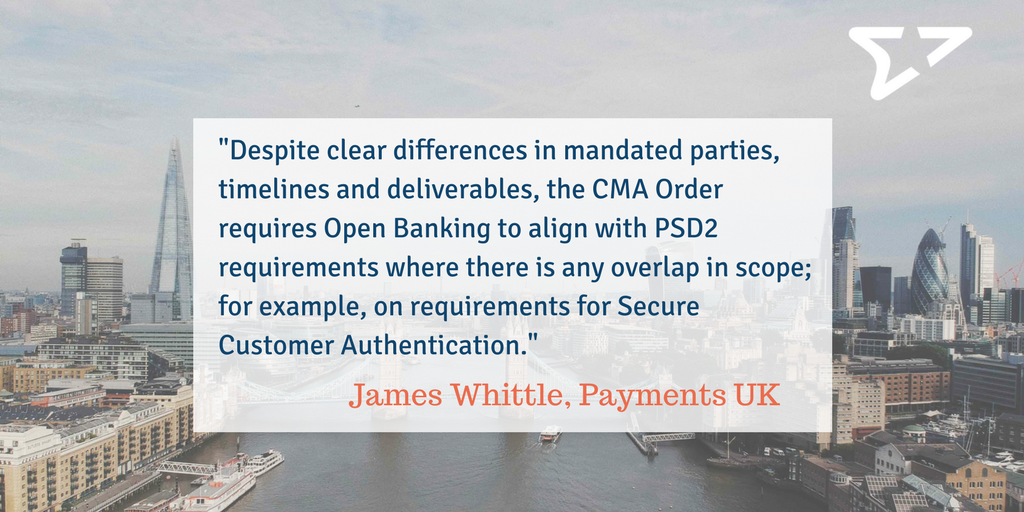 "Despite clear differences in mandated parties,
timelines and deliverables, the CMA Order
requires Open Banking to align with PSD2
requirements where there is any overlap in scope;
for example, on requirements for Secure
Customer Authentication."
James Whittle, Payments UK